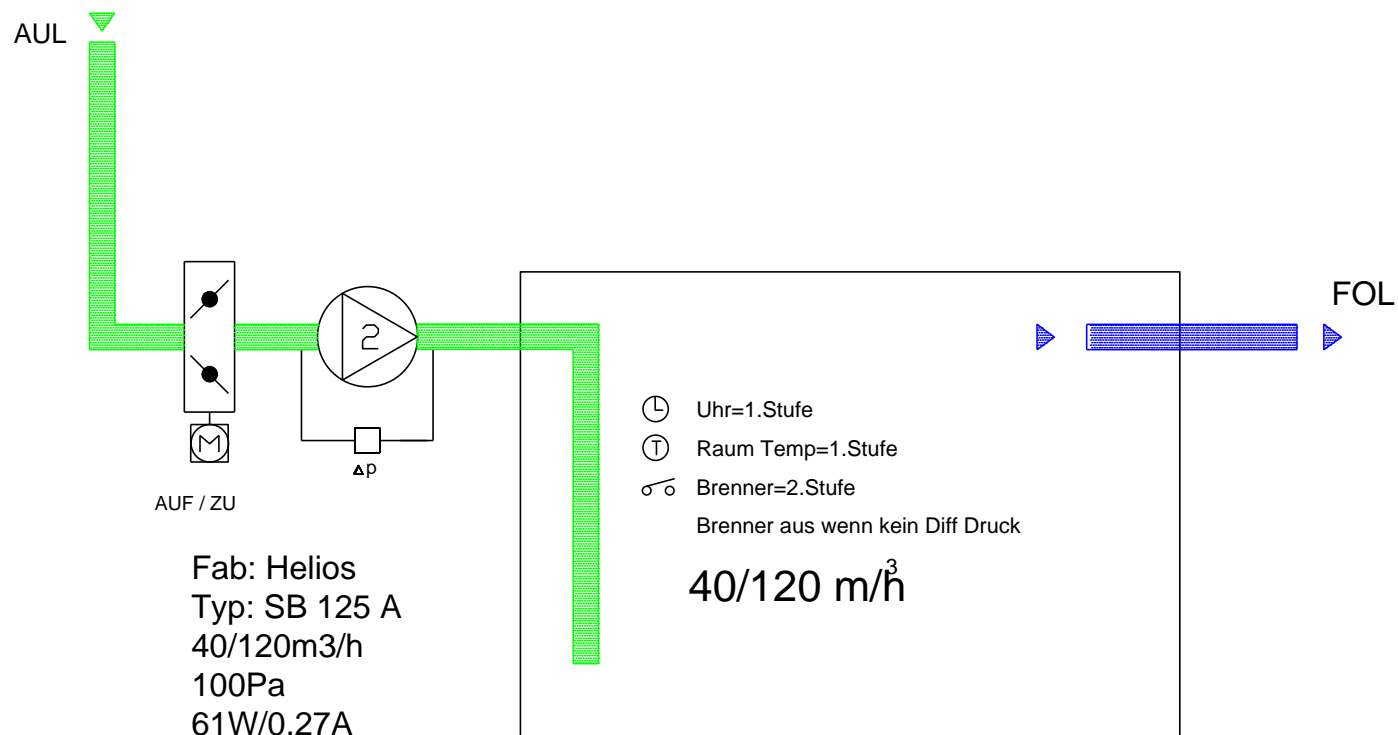 AUL
FOL
2
M
Δp
AUF / ZU
Uhr=1.Stufe
T Raum Temp=1.Stufe
Brenner=2.Stufe
Brenner aus wenn kein Diff Druck
40/120 m³/h
Fab: Helios
Typ: SB 125 A
40/120m3/h
100Pa
61W/0.27A